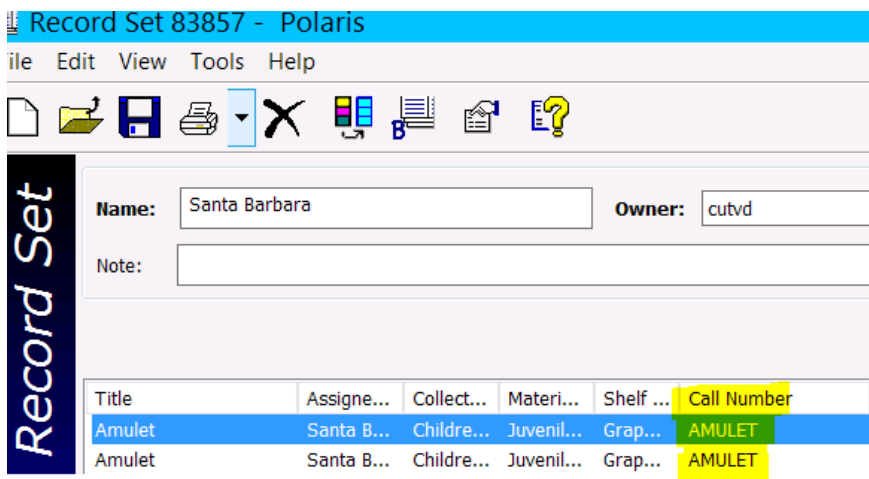 Record Set 83857 - Polaris
ile Edit View Tools Help
B
Record Set
Name: Santa Barbara Owner: cutvd
Note:
Title Assigne... Collect... Materi... Shelf ... Call Number
Amulet Santa B... Childre... Juvenil... Grap... AMULET
Amulet Santa B... Childre... Juvenil... Grap... AMULET